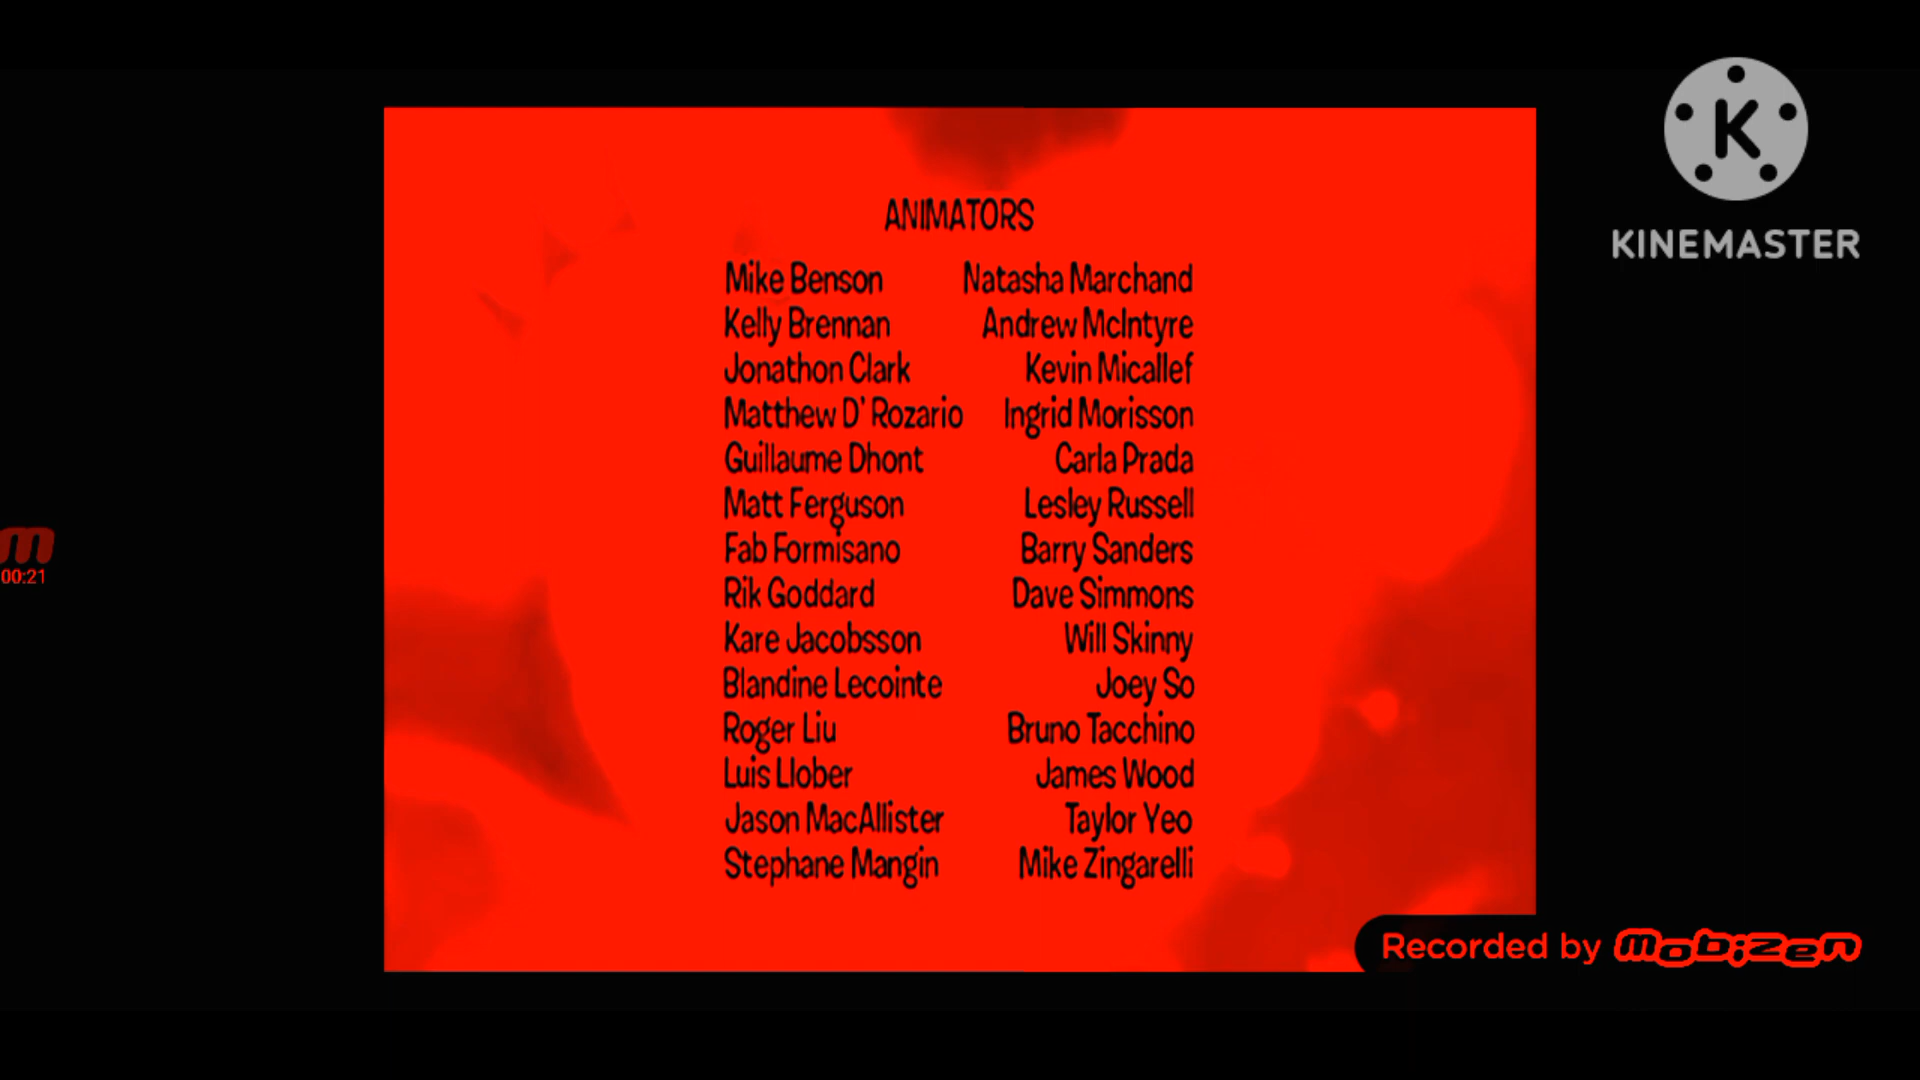 K
KINEMASTER
ANIMATORS
Mike Benson Natasha Marchand
Kelly Brennan Andrew McIntyre
Jonathon Clark Kevin Micallef
Matthew D' Rozario Ingrid Morisson
Guillaume Dhont Carla Prada
Matt Ferguson Lesley Russell
Fab Formisano Barry Sanders
Rik Goddard Dave Simmons
Kare Jacobsson Will Skinny
Blandine Lecointe Joey So
Roger Liu Bruno Tacchino
Luis Llober James Wood
Jason MacAllister Taylor Yeo
Stephane Mangin Mike Zingarelli
m
00:21
Recorded by mobizen